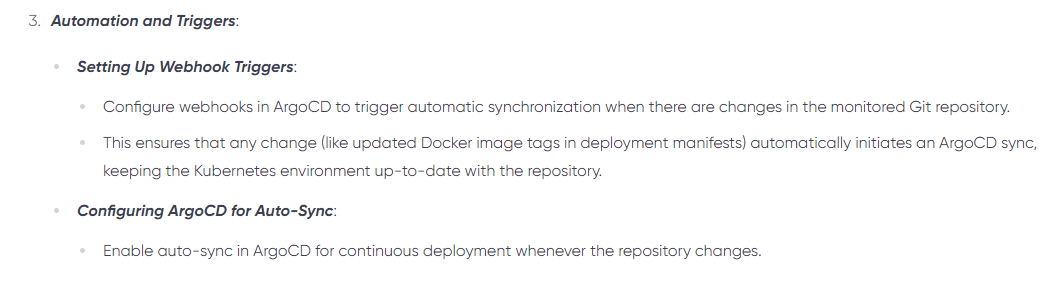 3. Automation and Triggers:
Setting Up Webhook Triggers:
Configure webhooks in ArgoCD to trigger automatic synchronization when there are changes in the monitored Git repository.
This ensures that any change (like updated Docker image tags in deployment manifests) automatically initiates an ArgoCD sync,
keeping the Kubernetes environment up-to-date with the repository.
Configuring ArgoCD for Auto-Sync:
Enable auto-sync in ArgoCD for continuous deployment whenever the repository changes.